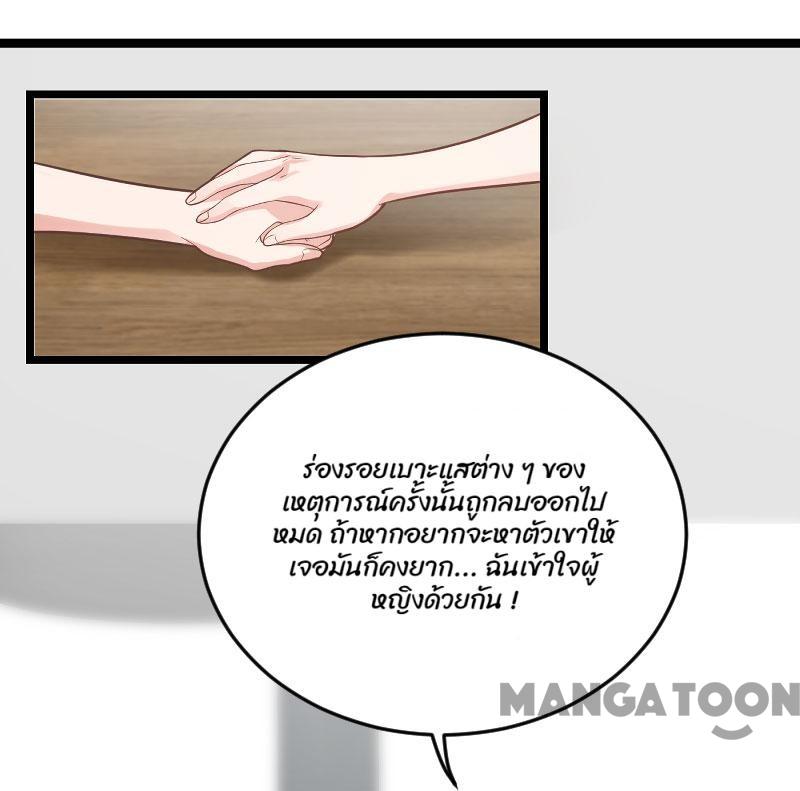 ร่องรอยเบาะแสต่าง ๆ ของ
เหตุการณ์ครั้งนั้นถูกลบออกไป
หมด ถ้าหากอยากจะหาตัวเขาให้
เจอมันก็คงยาก... ฉันเข้าใจผู้
หญิงด้วยกัน !
MANGATOON